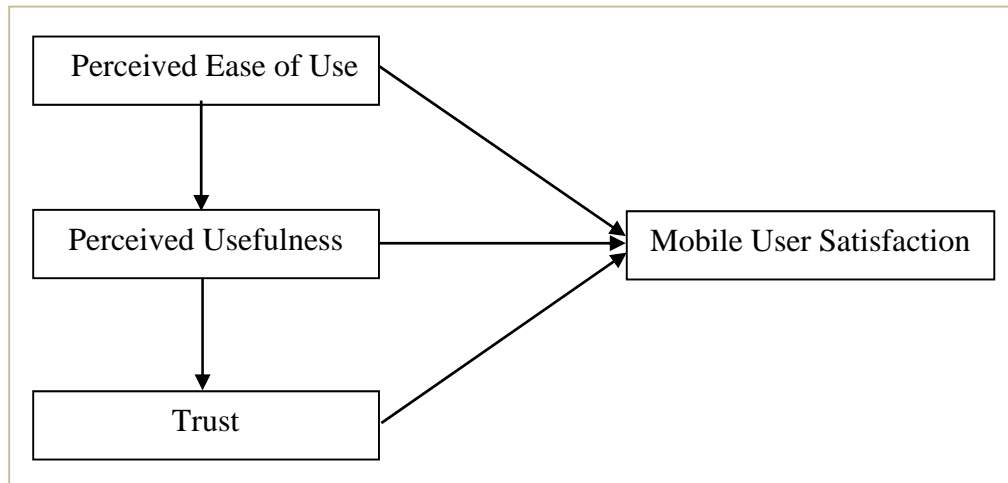 Perceived Ease of Use
Perceived Usefulness
Mobile User Satisfaction
Trust